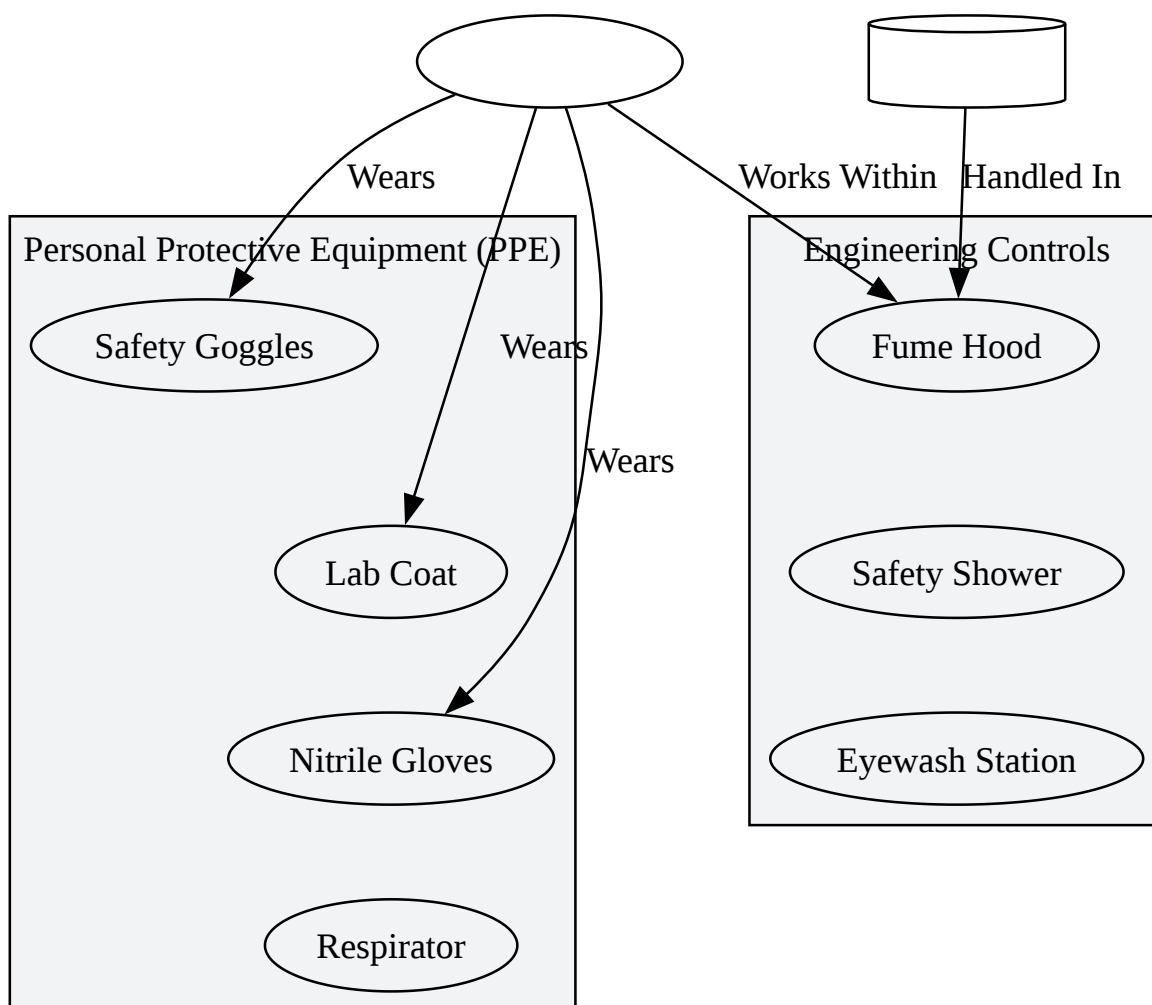 Wears
Works Within
Handled In
Personal Protective Equipment (PPE)
Engineering Controls
Safety Goggles
Wears
Fume Hood
Wears
Lab Coat
Safety Shower
Nitrile Gloves
Eyewash Station
Respirator